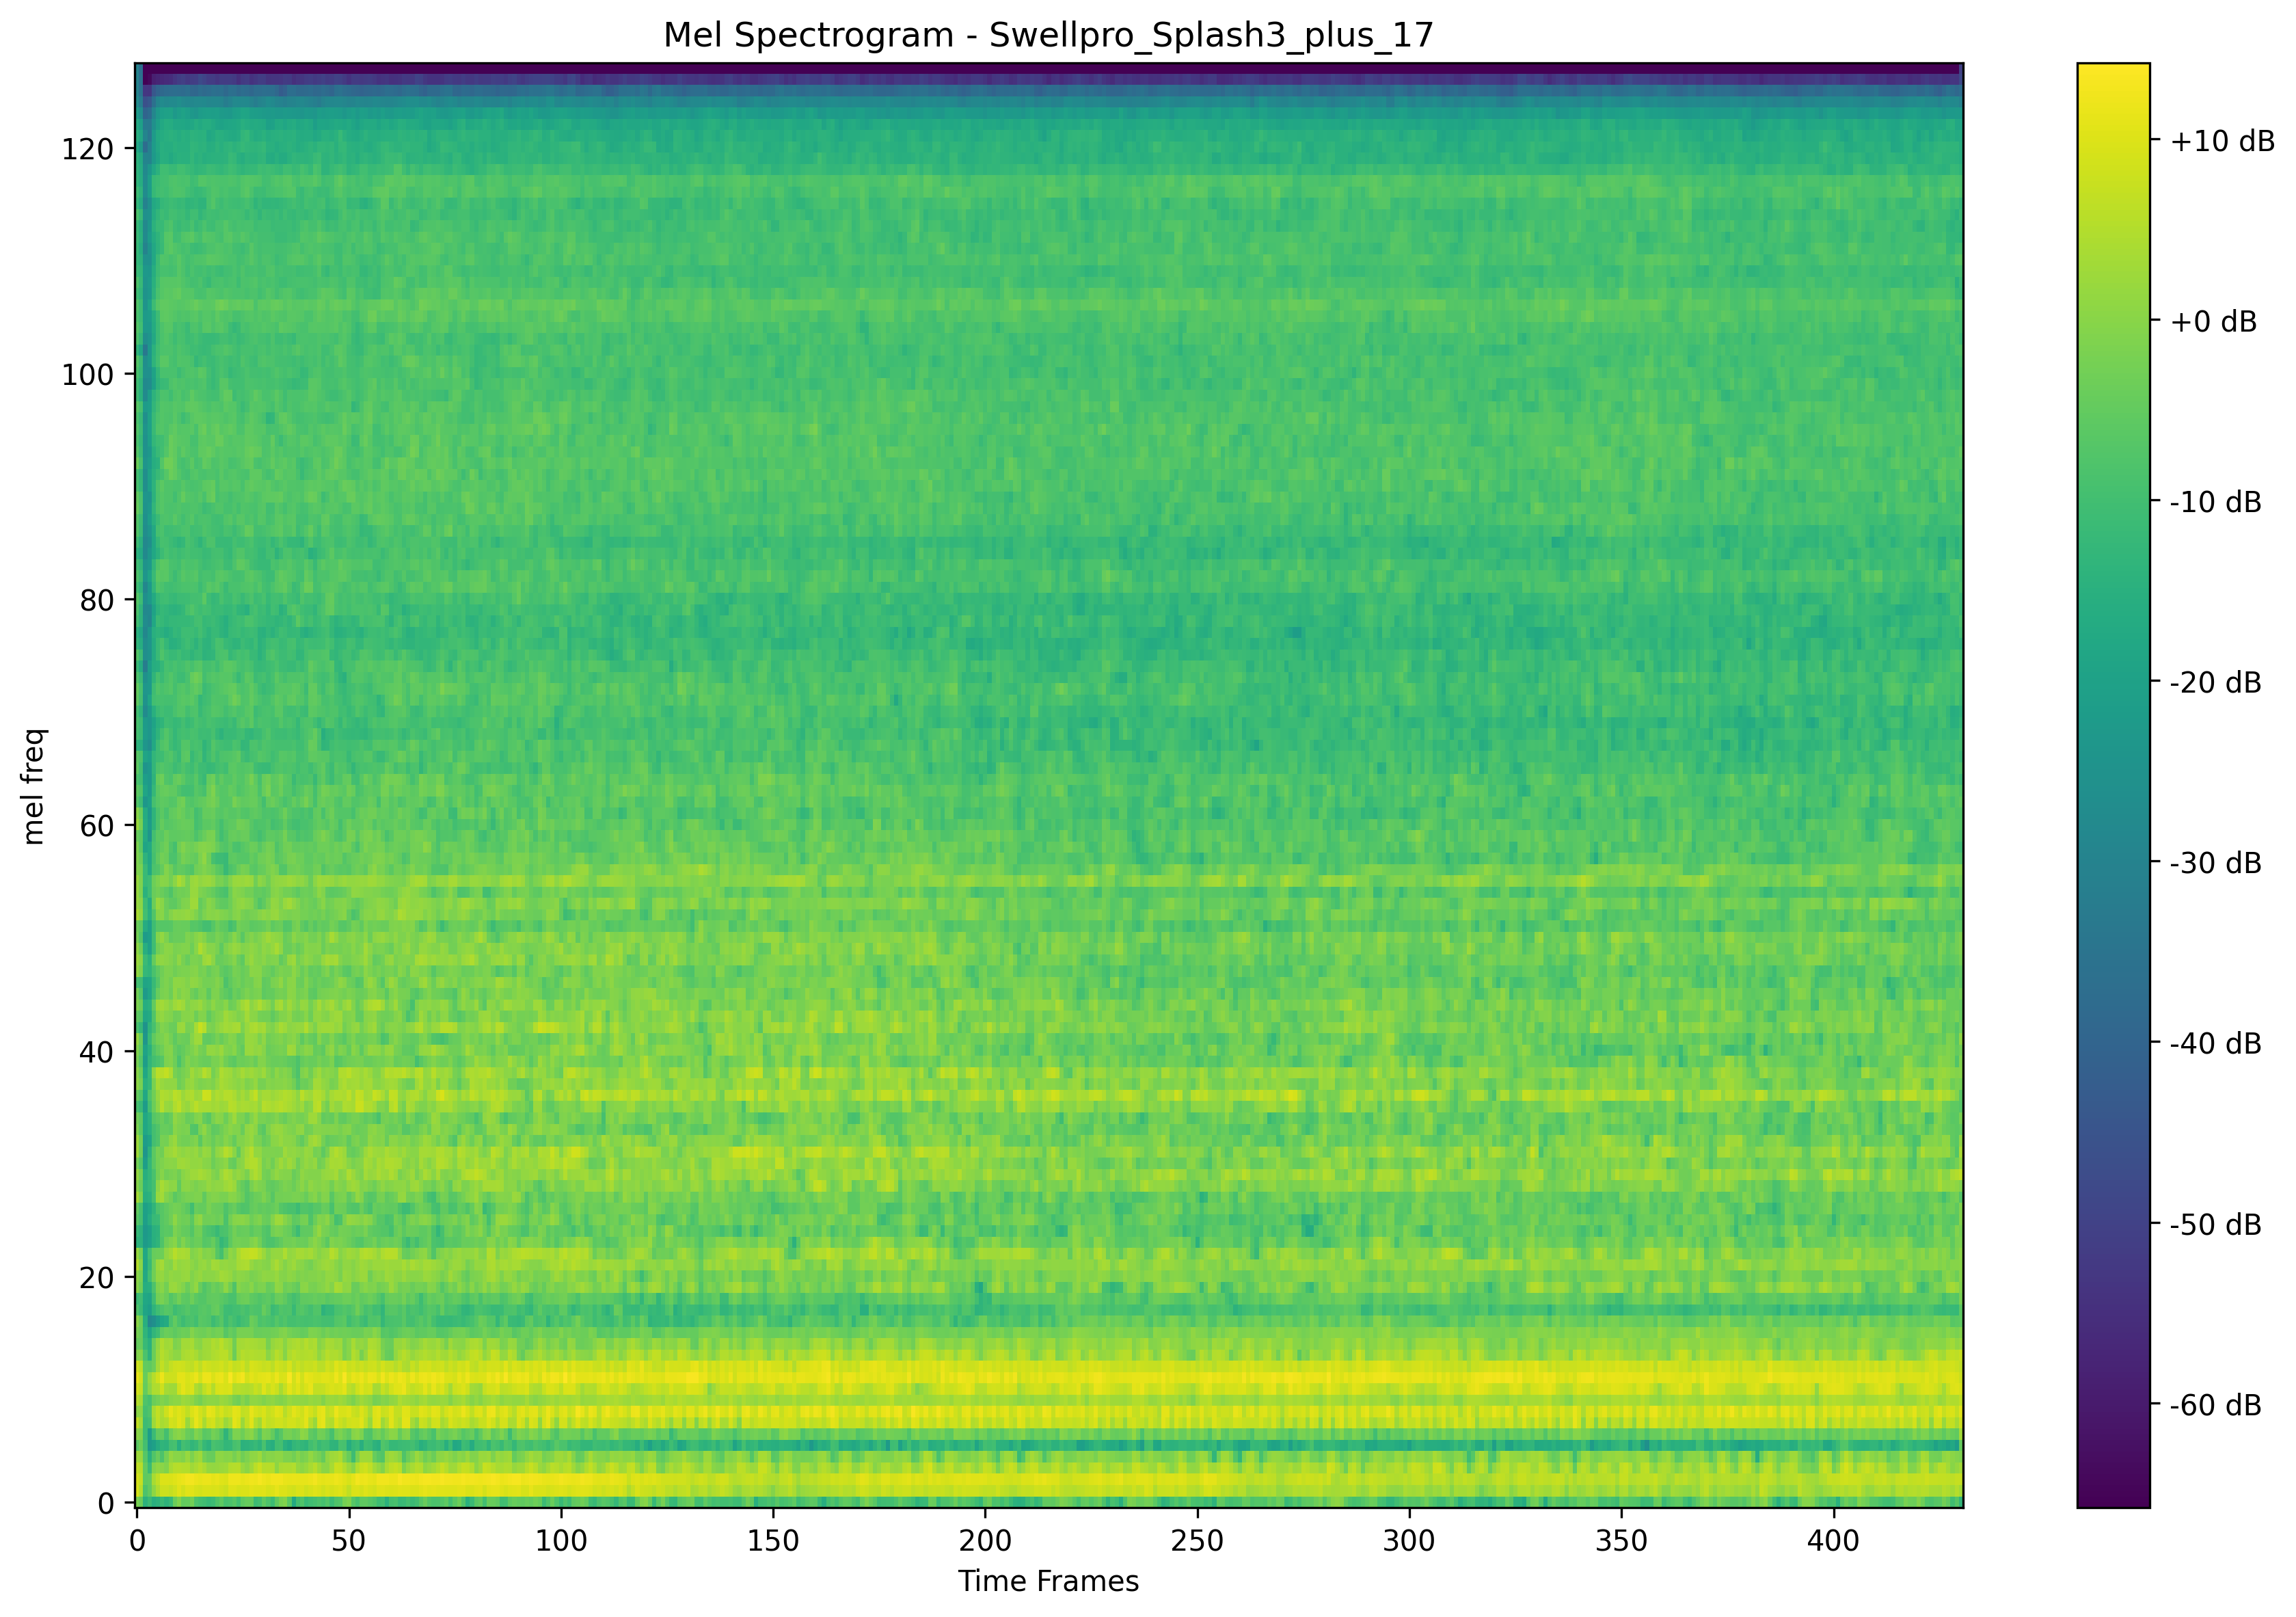 Mel Spectrogram - Swellpro_Splash3_plus_17
120
100
80
60
40
20
0
mel freq
0 50 100 150 200 250 300 350 400
Time Frames
+10 dB
+0 dB
-10 dB
-20 dB
-30 dB
-40 dB
-50 dB
-60 dB